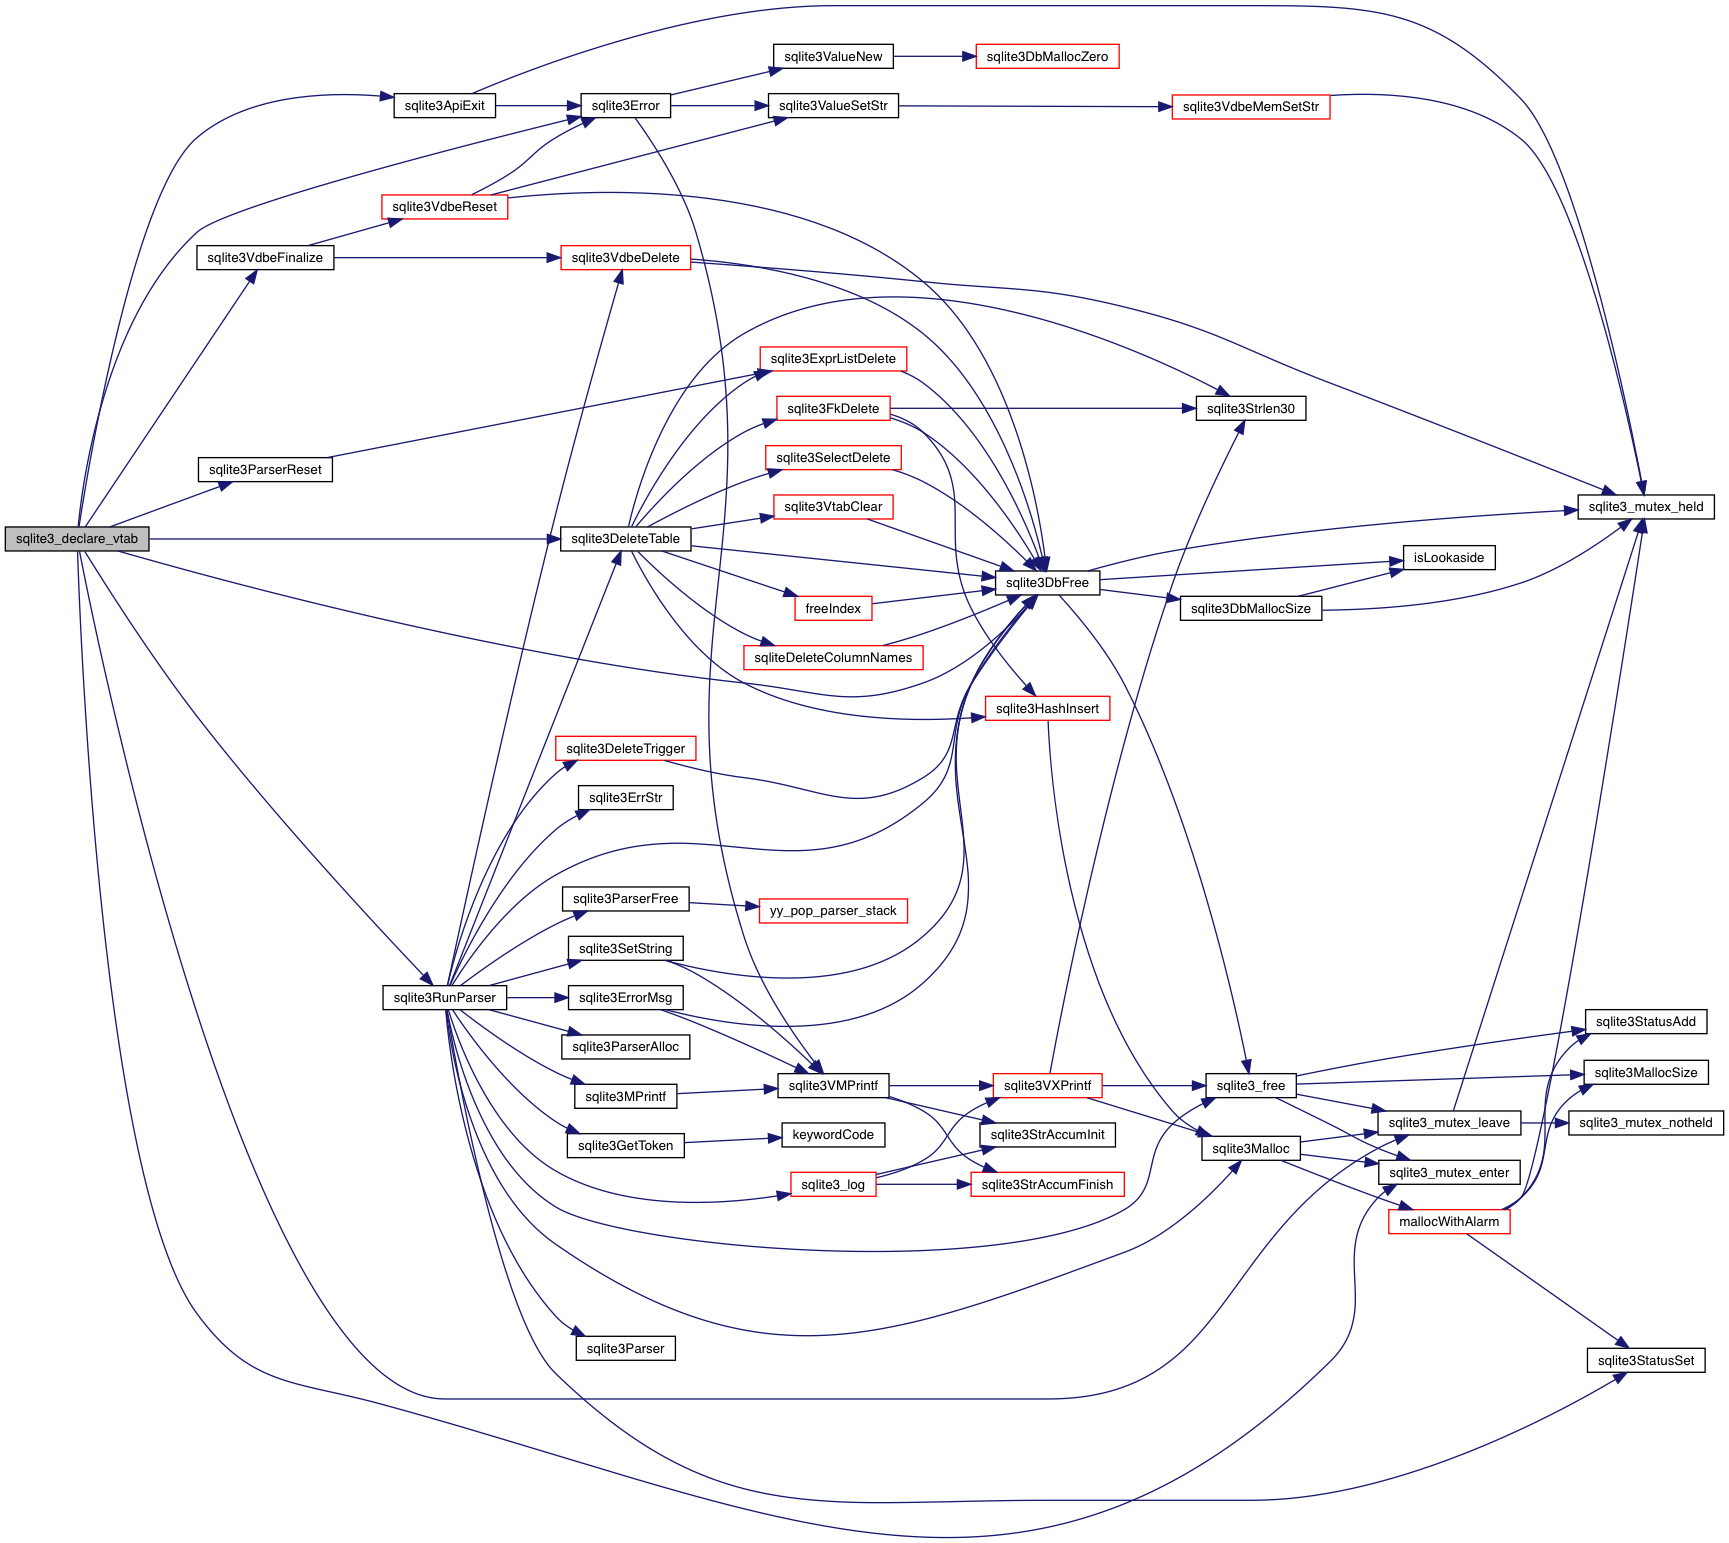 sqlite3ValueNew
sqlite3DbMallocZero
sqlite3ApiExit
sqlite3Error
sqlite3ValueSetStr
sqlite3VdbeMemSetStr
sqlite3VdbeReset
sqlite3VdbeFinalize
sqlite3VdbeDelete
sqlite3ExprListDelete
sqlite3FkDelete
sqlite3Strlen30
sqlite3ParserReset
sqlite3SelectDelete
sqlite3VtabClear
sqlite3_mutex_held
sqlite3_declare_vtab
sqlite3DeleteTable
isLookaside
sqlite3DbFree
freeIndex
sqlite3DbMallocSize
sqliteDeleteColumnNames
sqlite3HashInsert
sqlite3DeleteTrigger
sqlite3ErrStr
sqlite3ParserFree
yy_pop_parser_stack
sqlite3SetString
sqlite3RunParser
sqlite3ErrorMsg
sqlite3StatusAdd
sqlite3ParserAlloc
sqlite3MallocSize
sqlite3VMPrintf
sqlite3VXPrintf
sqlite3_free
sqlite3MPrintf
sqlite3_mutex_leave
sqlite3_mutex_notheld
keywordCode
sqlite3StrAccumInit
sqlite3GetToken
sqlite3Malloc
sqlite3_mutex_enter
sqlite3_log
sqlite3StrAccumFinish
mallocWithAlarm
sqlite3Parser
sqlite3StatusSet